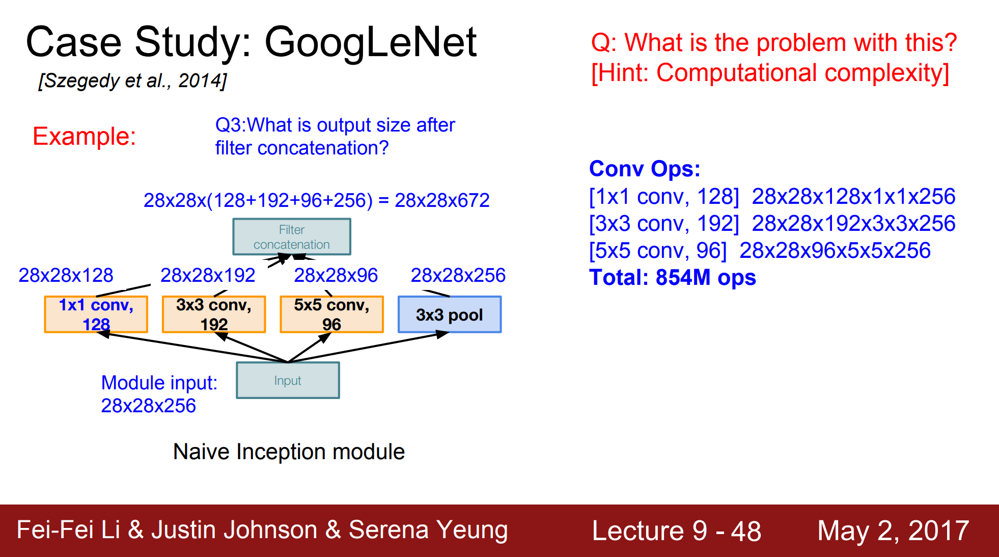 Case Study: GoogLeNet
[Szegedy et al., 2014]
Q: What is the problem with this?
[Hint: Computational complexity]
Example:
Q3:What is output size after
filter concatenation?
28x28x(128+192+96+256) = 28x28x672
Filter
concatenation
28x28x128
28x28x192
28x28x96
28x28x256
1x1 conv,
128
3x3 conv,
192
5x5 conv,
96
3x3 pool
Module input:
28x28x256
Input
Naive Inception module
Conv Ops:
[1x1 conv, 128] 28x28x128x1x1x256
[3x3 conv, 192] 28x28x192x3x3x256
[5x5 conv, 96] 28x28x96x5x5x256
Total: 854M ops
Fei-Fei Li & Justin Johnson & Serena Yeung
Lecture 9 - 48
May 2, 2017